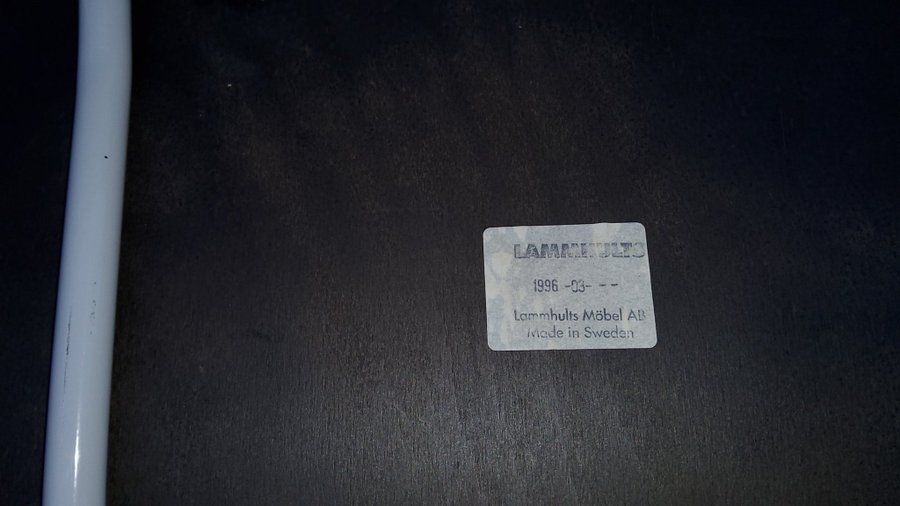 LAMMHULTS
1996 -03- - -
Lammhults Möbel AB
Made in Sweden